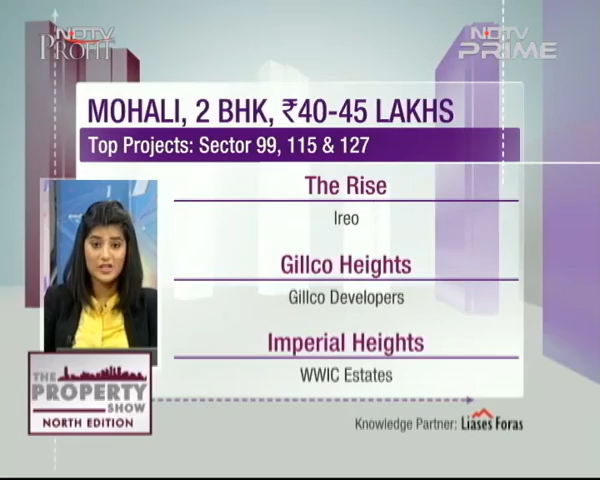 NDTV
PROFIT
NDTV
PRIME
MOHALI, 2 BHK, ₹40-45 LAKHS
Top Projects: Sector 99, 115 & 127
The Rise
Ireo
Gillco Heights
Gillco Developers
Imperial Heights
WWIC Estates
THE
PROPERTY
SHOW
NORTH EDITION
Knowledge Partner: Liases Foras